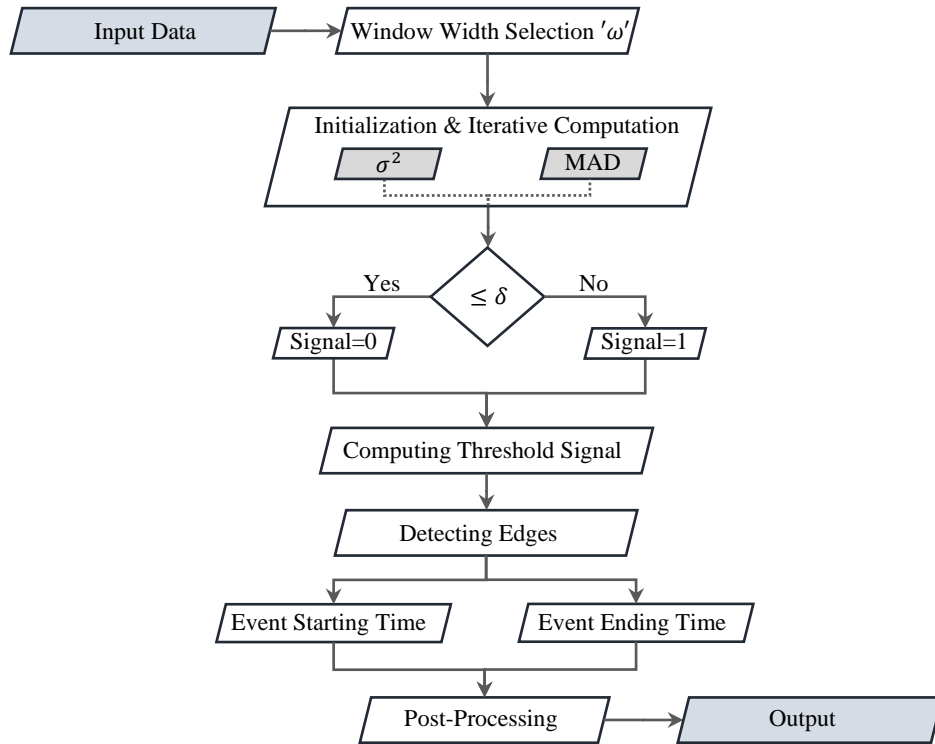 Input Data
Window Width Selection ′ω′
Initialization & Iterative Computation
σ²
MAD
≤ δ
Yes
No
Signal=0
Signal=1
Computing Threshold Signal
Detecting Edges
Event Starting Time
Event Ending Time
Post-Processing
Output